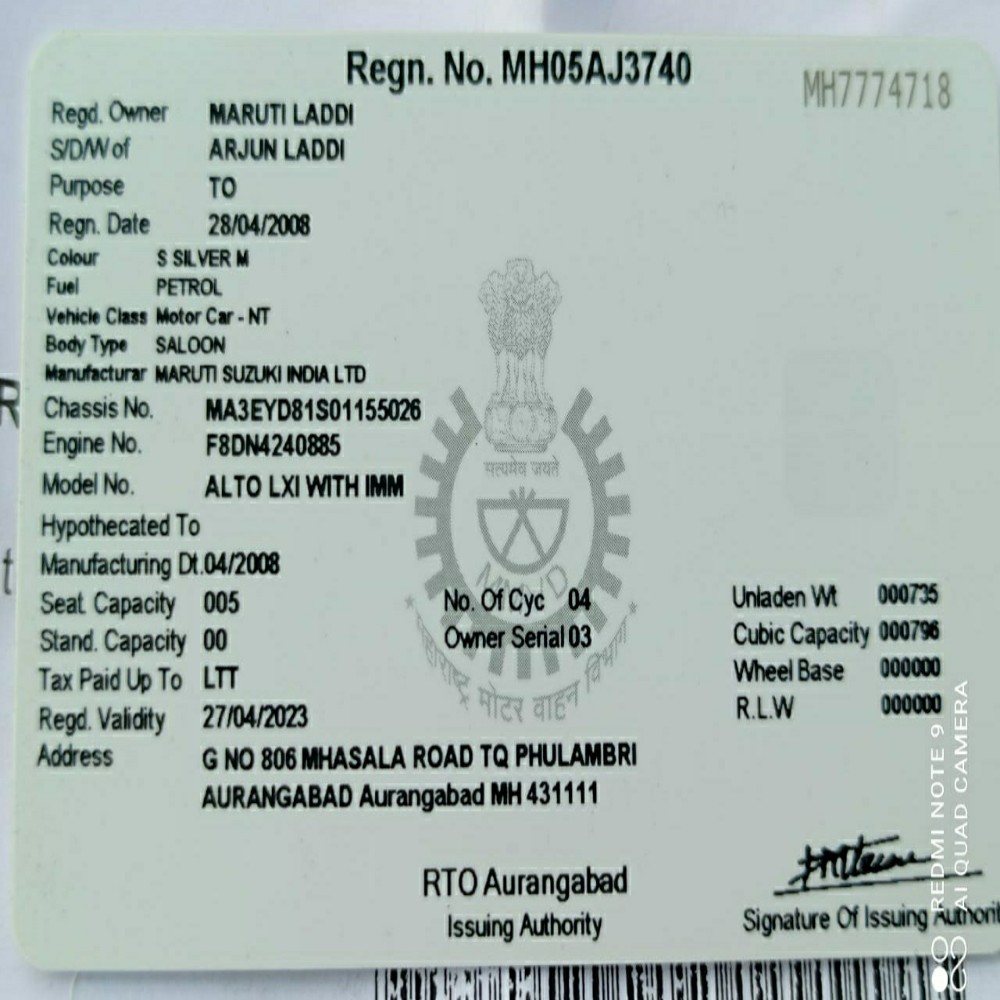 Regn. No. MH05AJ3740
MH7774718
Regd. Owner MARUTI LADDI
S/D/W of ARJUN LADDI
Purpose TO
Regn. Date 28/04/2008
Colour S SILVER M
Fuel PETROL
Vehicle Class Motor Car - NT
Body Type SALOON
Manufacturar MARUTI SUZUKI INDIA LTD
Chassis No. MA3EYD81S01155026
Engine No. F8DN4240885
Model No. ALTO LXI WITH IMM
सत्यमेव जयते
Hypothecated To
Manufacturing Dt. 04/2008
MMVD
Seat Capacity 005 No. Of Cyc 04 Unladen Wt 000735
Stand. Capacity 00 Owner Serial 03 Cubic Capacity 000796
Tax Paid Up To LTT Wheel Base 000000
Regd. Validity 27/04/2023 R.L.W 000000
महाराष्ट्र मोटर वाहन विभाग
Address G NO 806 MHASALA ROAD TQ PHULAMBRI
AURANGABAD Aurangabad MH 431111
RTO Aurangabad
Issuing Authority
Signature Of Issuing Authorit
REDMI NOTE 9
AI QUAD CAMERA